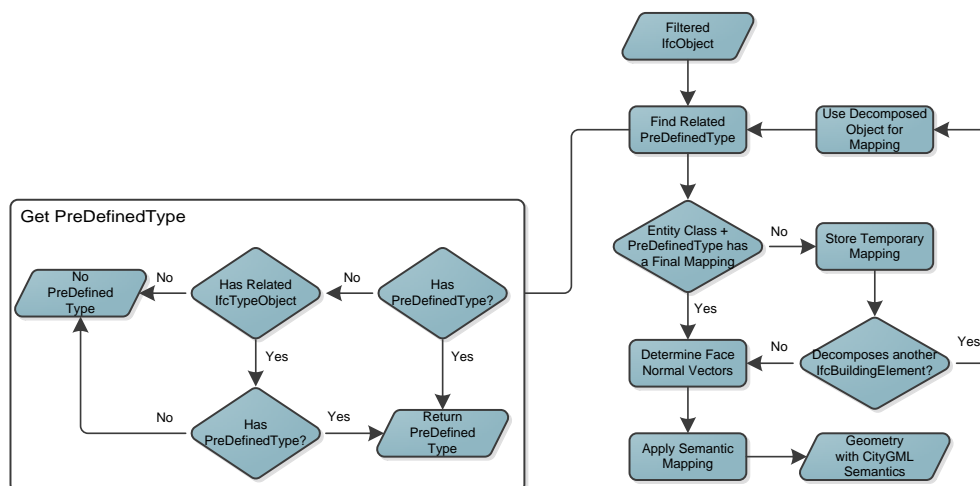 Filtered
IfcObject
Find Related
PreDefinedType
Use Decomposed
Object for
Mapping
Entity Class +
PreDefinedType has
a Final Mapping
No
Store Temporary
Mapping
Yes
Determine Face
Normal Vectors
No
Decomposes another
IfcBuildingElement?
Yes
Apply Semantic
Mapping
Geometry
with CityGML
Semantics
Get PreDefinedType
No
PreDefined
Type
No
Has Related
IfcTypeObject
No
Has
PreDefinedType?
Yes
Yes
No
Has
PreDefinedType?
Yes
Return
PreDefined
Type